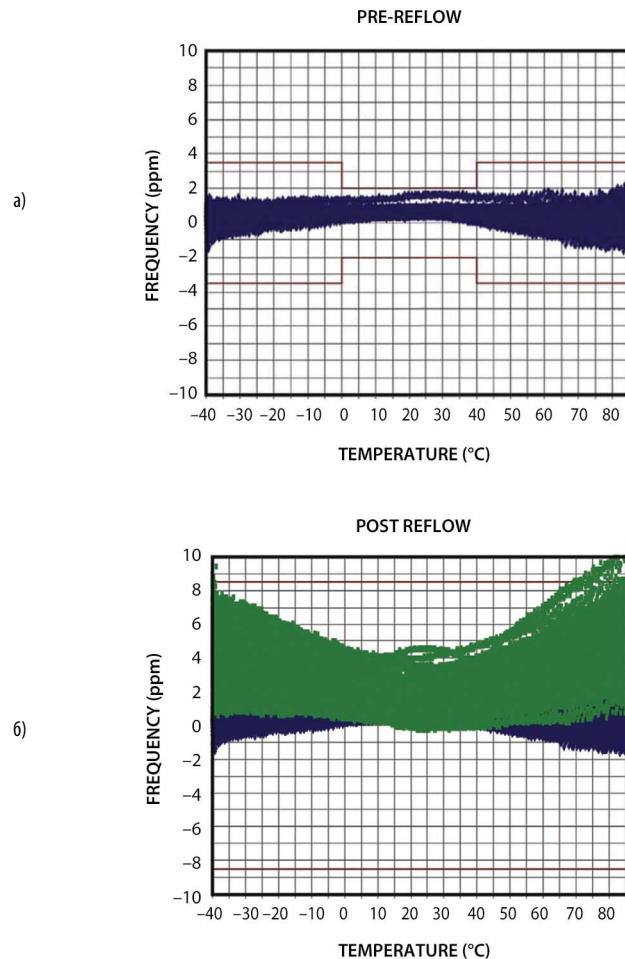 PRE-REFLOW
10
8
6
4
2
0
–2
–4
–6
–8
–10
FREQUENCY (ppm)
а)
–40 –30 –20 –10 0 10 20 30 40 50 60 70 80
TEMPERATURE (°C)
POST REFLOW
10
8
6
4
2
0
–2
–4
–6
–8
–10
FREQUENCY (ppm)
б)
–40 –30 –20 –10 0 10 20 30 40 50 60 70 80
TEMPERATURE (°C)